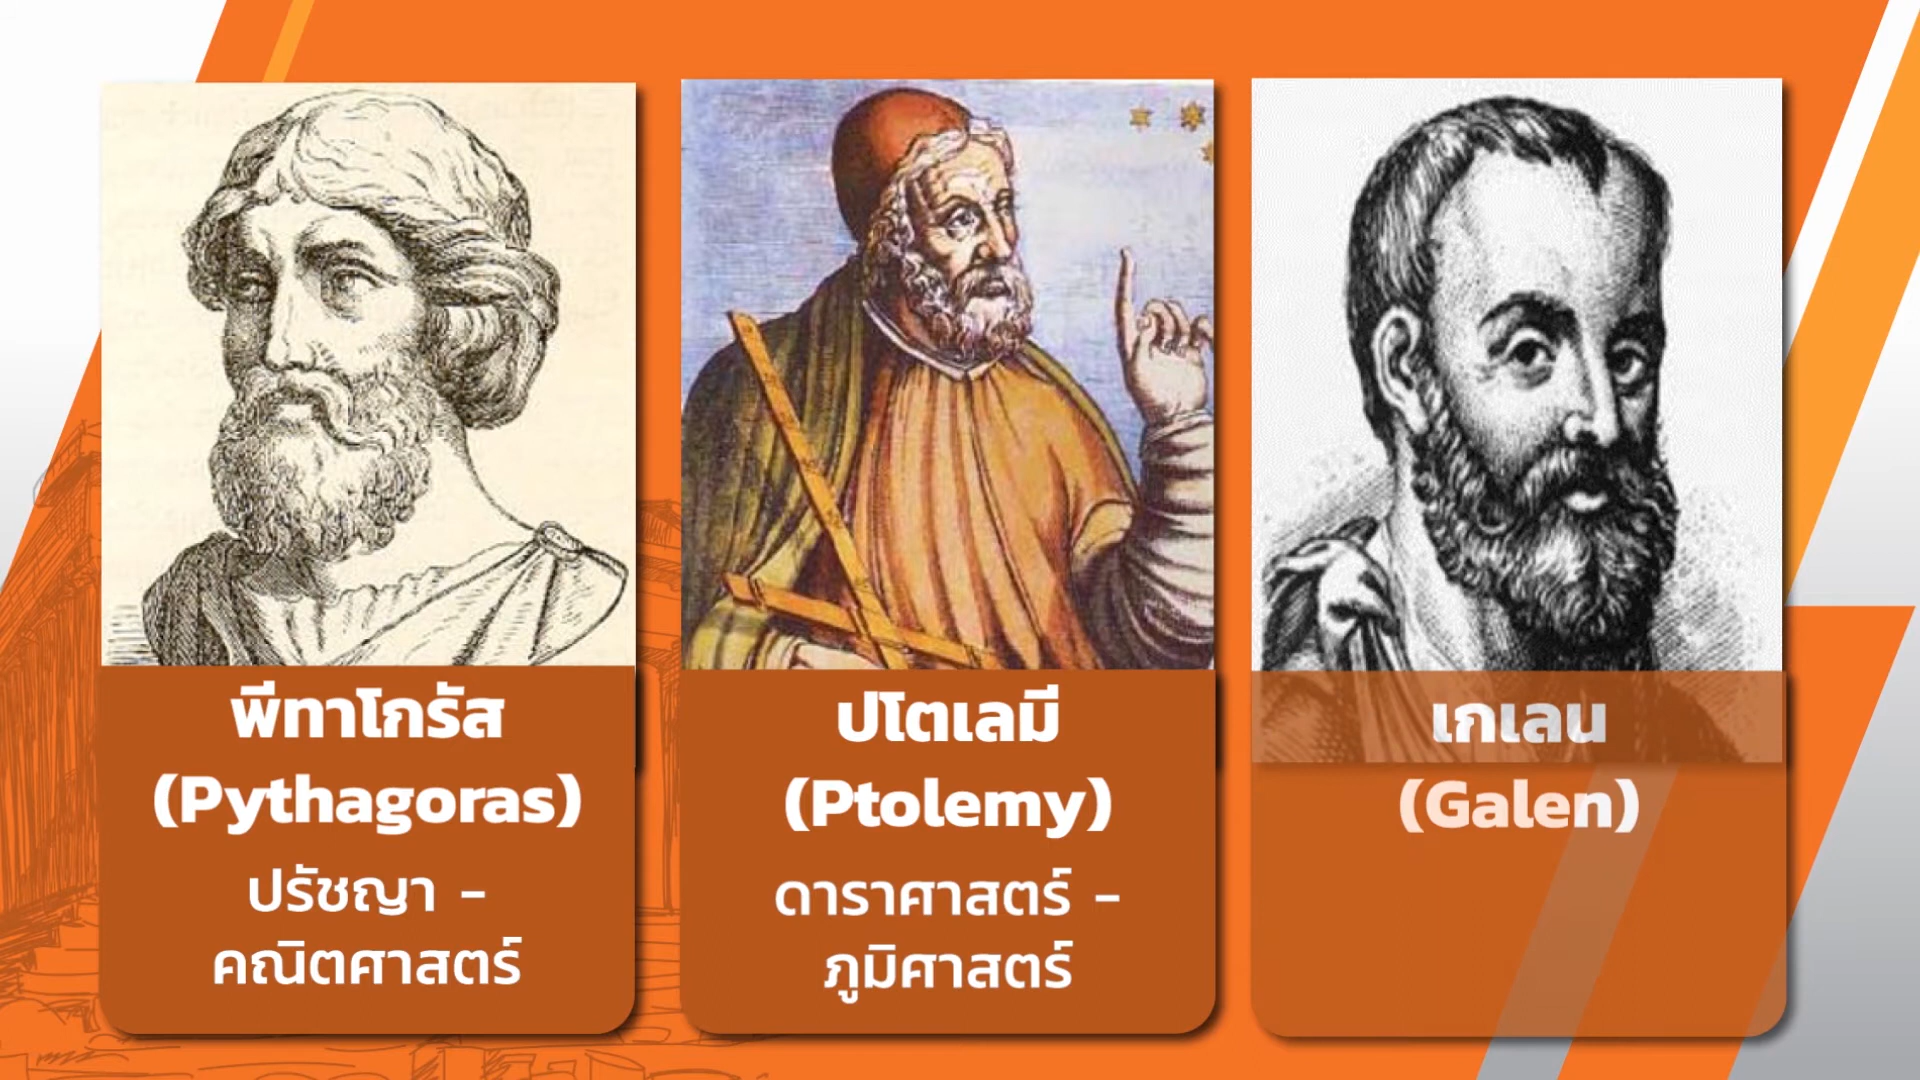 พีทาโกรัส
(Pythagoras)
ปรัชญา -
คณิตศาสตร์
ปโตเลมี
(Ptolemy)
ดาราศาสตร์ -
ภูมิศาสตร์
เกเลน
(Galen)